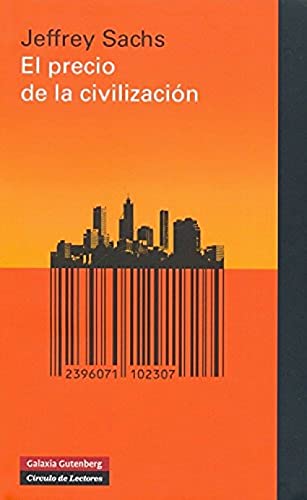 Jeffrey Sachs
El precio
de la civilización
2396071 102307
Galaxia Gutenberg
Círculo de Lectores